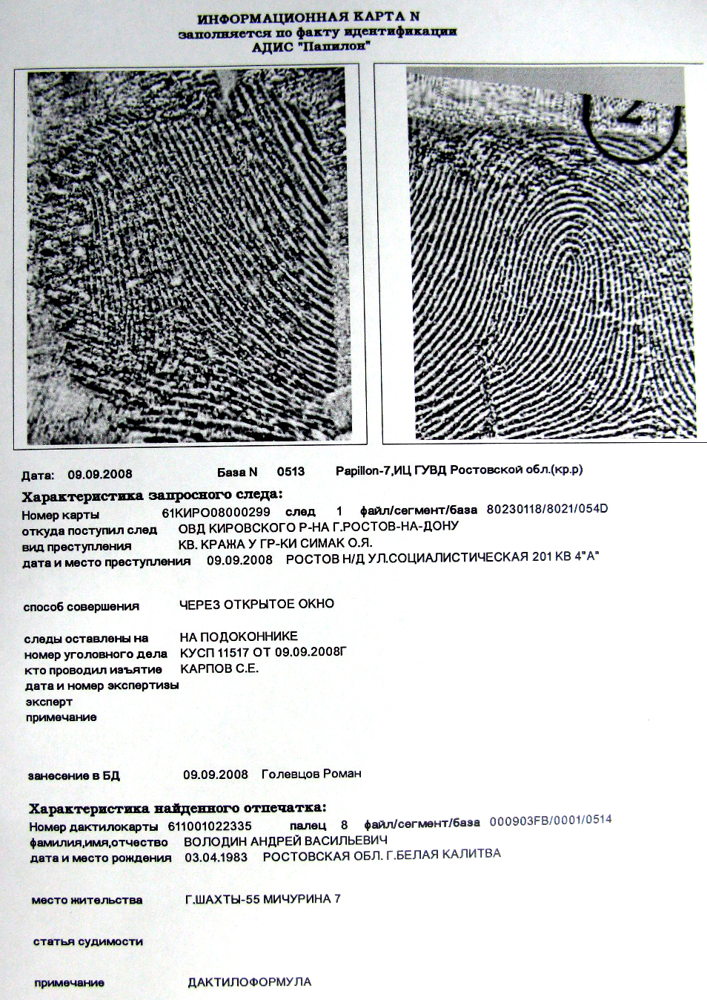 ИНФОРМАЦИОННАЯ КАРТА N
заполняется по факту идентификации
АДИС "Папилон"
2
Дата: 09.09.2008 База N 0513 Papillon-7,ИЦ ГУВД Ростовской обл.(кр.р)
Характеристика запросного следа:
Номер карты 61КИРО08000299 след 1 файл/сегмент/база 80230118/8021/054D
откуда поступил след ОВД КИРОВСКОГО Р-НА Г.РОСТОВ-НА-ДОНУ
вид преступления КВ. КРАЖА У ГР-КИ СИМАК О.Я.
дата и место преступления 09.09.2008 РОСТОВ Н/Д УЛ.СОЦИАЛИСТИЧЕСКАЯ 201 КВ 4"А"
способ совершения ЧЕРЕЗ ОТКРЫТОЕ ОКНО
следы оставлены на НА ПОДОКОННИКЕ
номер уголовного дела КУСП 11517 ОТ 09.09.2008Г
кто проводил изъятие КАРПОВ С.Е.
дата и номер экспертизы
эксперт
примечание
занесение в БД 09.09.2008 Голевцов Роман
Характеристика найденного отпечатка:
Номер дактилокарты 611001022335 палец 8 файл/сегмент/база 000903FB/0001/0514
фамилия,имя,отчество ВОЛОДИН АНДРЕЙ ВАСИЛЬЕВИЧ
дата и место рождения 03.04.1983 РОСТОВСКАЯ ОБЛ. Г.БЕЛАЯ КАЛИТВА
место жительства Г.ШАХТЫ-55 МИЧУРИНА 7
статья судимости
примечание ДАКТИЛОФОРМУЛА